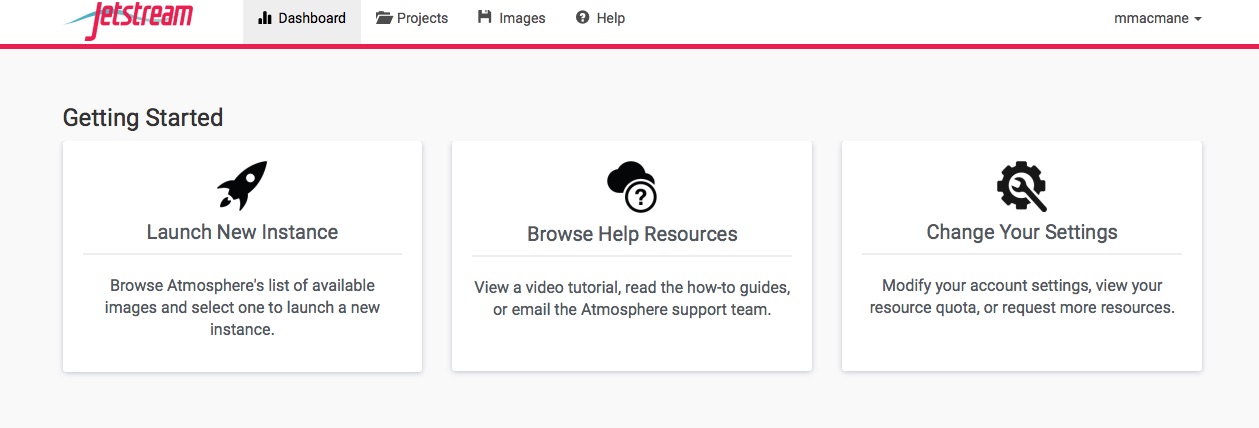 Jetstream
Dashboard Projects Images Help mmacmane
Getting Started
Launch New Instance
Browse Atmosphere's list of available
images and select one to launch a new
instance.
?
Browse Help Resources
View a video tutorial, read the how-to guides,
or email the Atmosphere support team.
Change Your Settings
Modify your account settings, view your
resource quota, or request more resources.